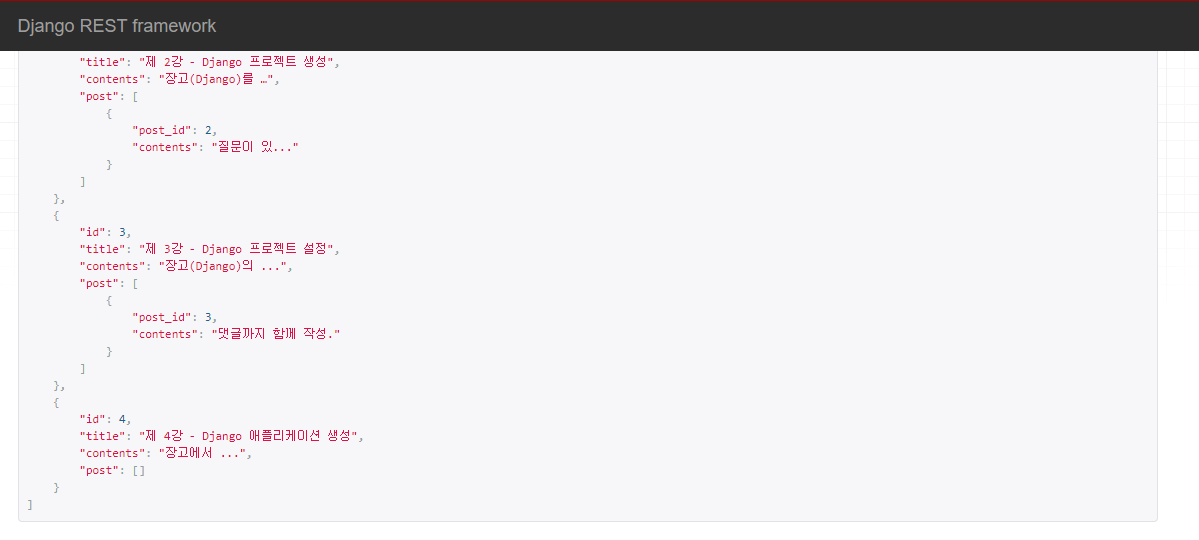 Django REST framework
"title": "제 2강 - Django 프로젝트 생성",
"contents": "장고(Django)를 …",
"post": [
{
"post_id": 2,
"contents": "질문이 있..."
}
]
},
{
"id": 3,
"title": "제 3강 - Django 프로젝트 설정",
"contents": "장고(Django)의 ...",
"post": [
{
"post_id": 3,
"contents": "댓글까지 함께 작성."
}
]
},
{
"id": 4,
"title": "제 4강 - Django 애플리케이션 생성",
"contents": "장고에서 ...",
"post": []
}
]